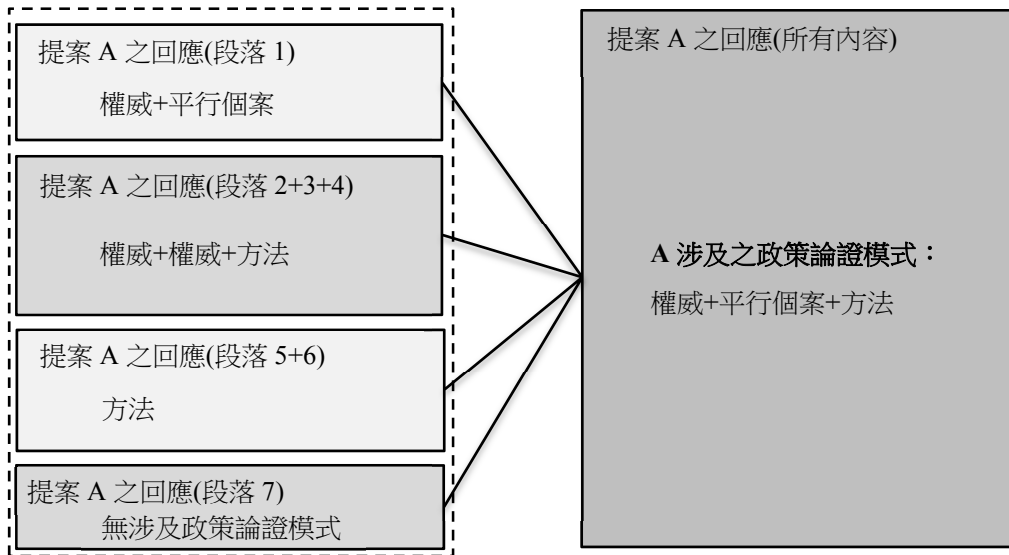 提案 A 之回應(段落 1)
權威+平行個案
提案 A 之回應(段落 2+3+4)
權威+權威+方法
提案 A 之回應(段落 5+6)
方法
提案 A 之回應(段落 7)
無涉及政策論證模式
提案 A 之回應(所有內容)
A 涉及之政策論證模式：
權威+平行個案+方法